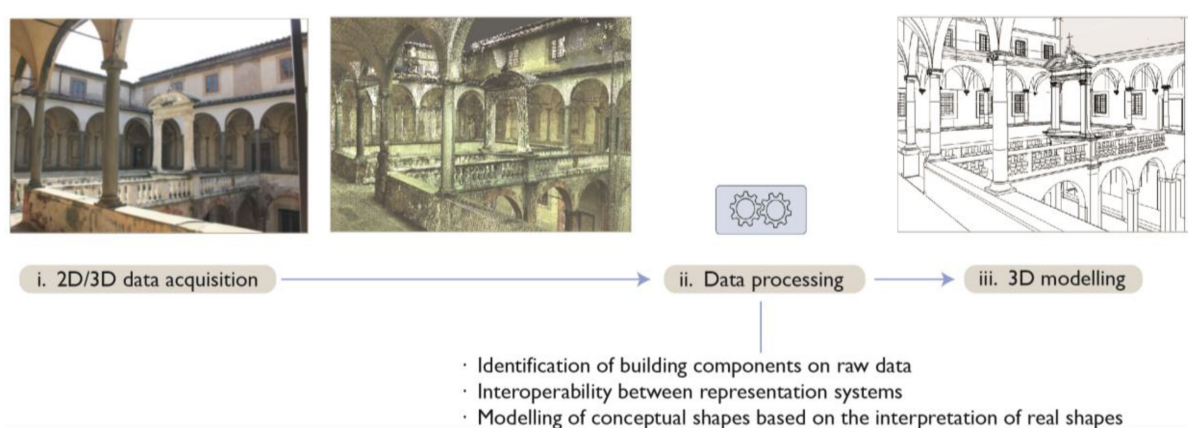 i. 2D/3D data acquisition
ii. Data processing
iii. 3D modelling
· Identification of building components on raw data
· Interoperability between representation systems
· Modelling of conceptual shapes based on the interpretation of real shapes